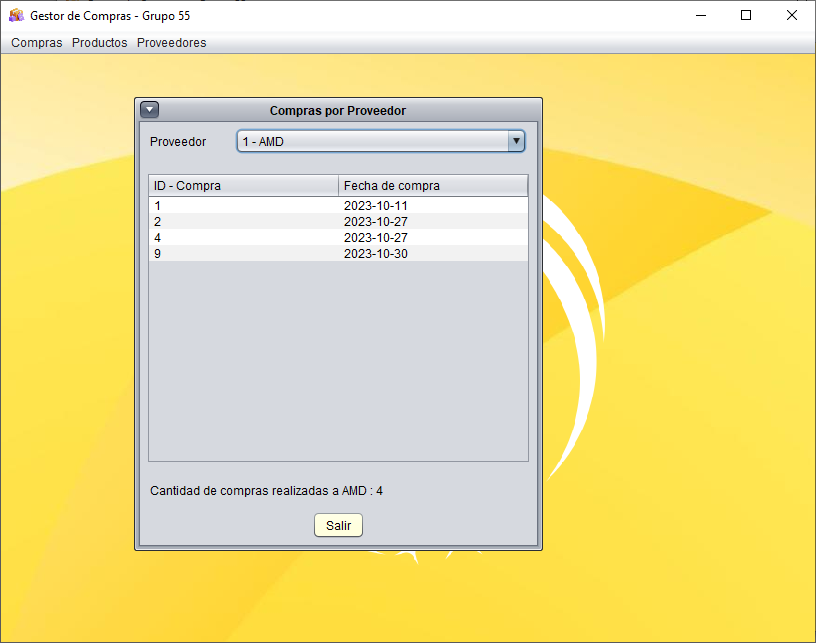 Gestor de Compras - Grupo 55
Compras Productos Proveedores
Compras por Proveedor
Proveedor 1 - AMD
ID - Compra Fecha de compra
1 2023-10-11
2 2023-10-27
4 2023-10-27
9 2023-10-30
Cantidad de compras realizadas a AMD : 4
Salir